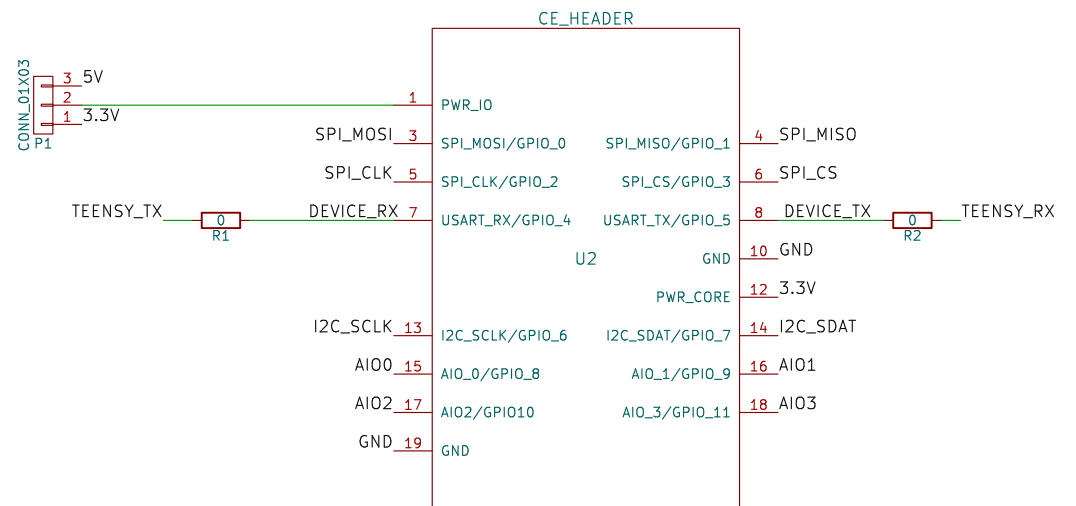 CE_HEADER
CONN_01X03
3 5V
2
1 3.3V
P1
1 PWR_IO
SPI_MOSI 3 SPI_MOSI/GPIO_0
SPI_MISO/GPIO_1 4 SPI_MISO
SPI_CLK 5 SPI_CLK/GPIO_2
SPI_CS/GPIO_3 6 SPI_CS
TEENSY_TX 0 DEVICE_RX 7 USART_RX/GPIO_4
R1
USART_TX/GPIO_5 8 DEVICE_TX 0 TEENSY_RX
R2
U2
GND 10 GND
PWR_CORE 12 3.3V
I2C_SCLK 13 I2C_SCLK/GPIO_6
I2C_SDAT/GPIO_7 14 I2C_SDAT
AIO0 15 AIO_0/GPIO_8
AIO_1/GPIO_9 16 AIO1
AIO2 17 AIO2/GPIO10
AIO_3/GPIO_11 18 AIO3
GND 19 GND